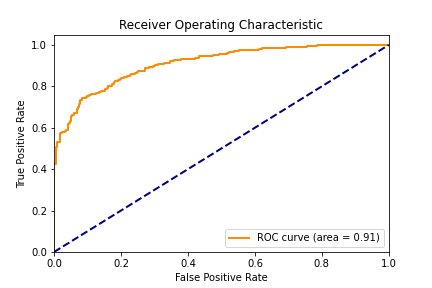 Receiver Operating Characteristic
True Positive Rate
1.0
0.8
0.6
0.4
0.2
0.0
ROC curve (area = 0.91)
0.0 0.2 0.4 0.6 0.8 1.0
False Positive Rate